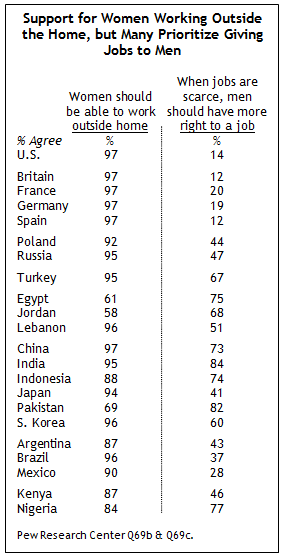 Support for Women Working Outside
the Home, but Many Prioritize Giving
Jobs to Men
Women should
be able to work
outside home
When jobs are
scarce, men
should have more
right to a job
% Agree % %
U.S. 97 14
Britain 97 12
France 97 20
Germany 97 19
Spain 97 12
Poland 92 44
Russia 95 47
Turkey 95 67
Egypt 61 75
Jordan 58 68
Lebanon 96 51
China 97 73
India 95 84
Indonesia 88 74
Japan 94 41
Pakistan 69 82
S. Korea 96 60
Argentina 87 43
Brazil 96 37
Mexico 90 28
Kenya 87 46
Nigeria 84 77
Pew Research Center Q69b & Q69c.